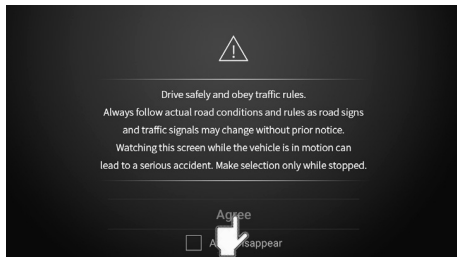 Drive safely and obey traffic rules.
Always follow actual road conditions and rules as road signs
and traffic signals may change without prior notice.
Watching this screen while the vehicle is in motion can
lead to a serious accident. Make selection only while stopped.
Agree